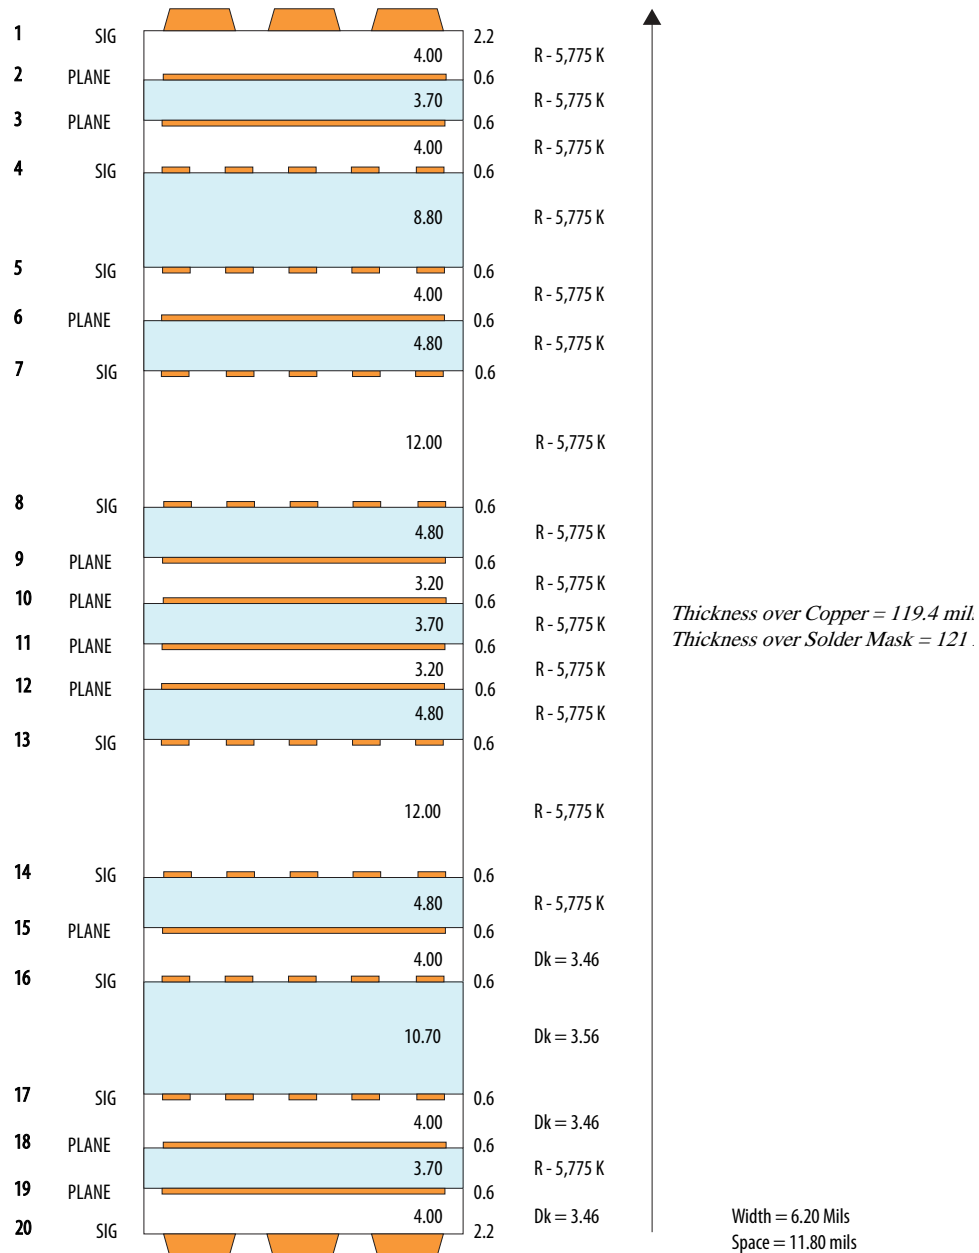 1 SIG 2.2
4.00 R - 5,775 K
2 PLANE 0.6
3.70 R - 5,775 K
3 PLANE 0.6
4.00 R - 5,775 K
4 SIG 0.6
8.80 R - 5,775 K
5 SIG 0.6
4.00 R - 5,775 K
6 PLANE 0.6
4.80 R - 5,775 K
7 SIG 0.6
12.00 R - 5,775 K
8 SIG 0.6
4.80 R - 5,775 K
9 PLANE 0.6
3.20 R - 5,775 K
10 PLANE 0.6
3.70 R - 5,775 K
Thickness over Copper = 119.4 mils
Thickness over Solder Mask = 121
11 PLANE 0.6
3.20 R - 5,775 K
12 PLANE 0.6
4.80 R - 5,775 K
13 SIG 0.6
12.00 R - 5,775 K
14 SIG 0.6
4.80 R - 5,775 K
15 PLANE 0.6
4.00 Dk = 3.46
16 SIG 0.6
10.70 Dk = 3.56
17 SIG 0.6
4.00 Dk = 3.46
18 PLANE 0.6
3.70 R - 5,775 K
19 PLANE 0.6
4.00 Dk = 3.46
20 SIG 2.2
Width = 6.20 Mils
Space = 11.80 mils